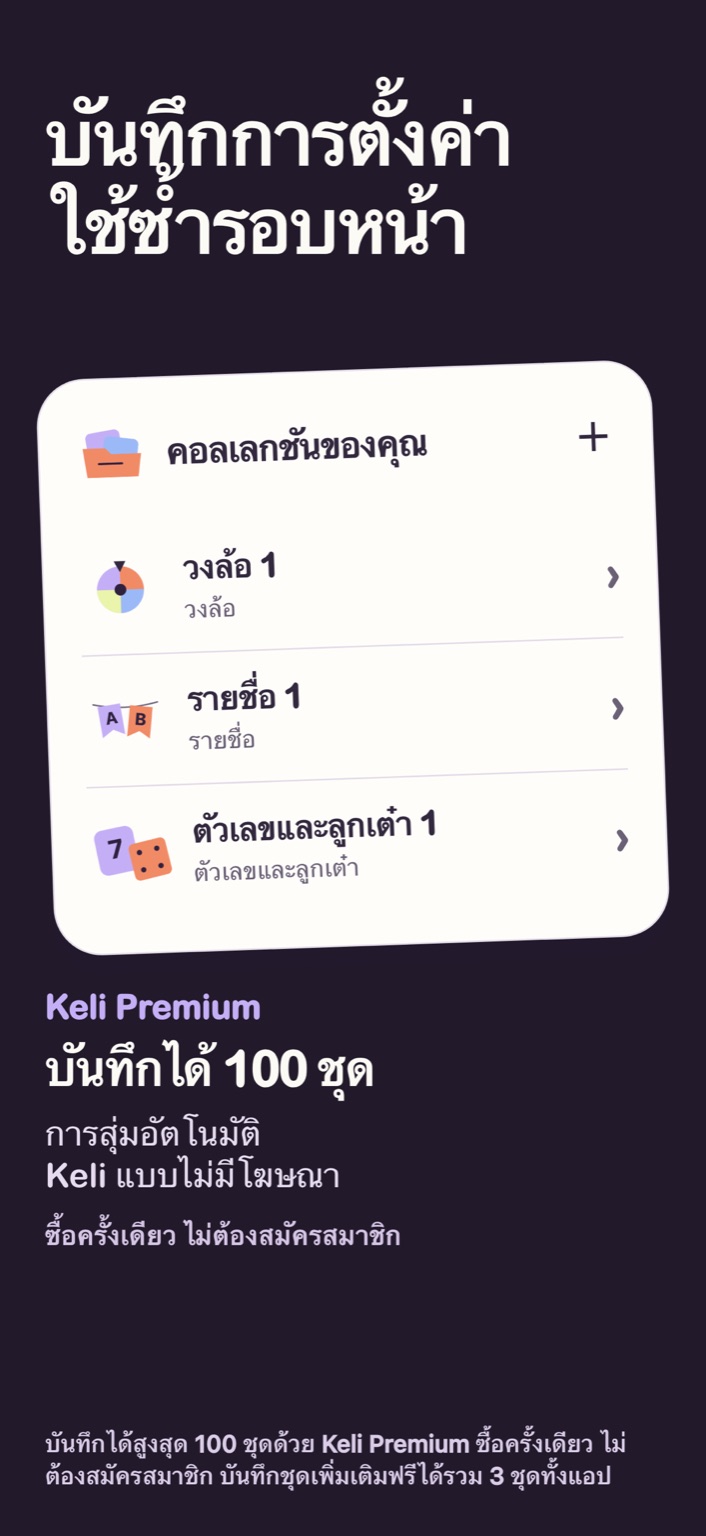 บันทึกการตั้งค่า
ใช้ซ้ำรอบหน้า
คอลเลกชันของคุณ
วงล้อ 1
วงล้อ
A B
รายชื่อ 1
รายชื่อ
7
ตัวเลขและลูกเต๋า 1
ตัวเลขและลูกเต๋า
Keli Premium
บันทึกได้ 100 ชุด
การสุ่มอัตโนมัติ
Keli แบบไม่มีโฆษณา
ซื้อครั้งเดียว ไม่ต้องสมัครสมาชิก
บันทึกได้สูงสุด 100 ชุดด้วย Keli Premium ซื้อครั้งเดียว ไม่
ต้องสมัครสมาชิก บันทึกชุดเพิ่มเติมฟรีได้รวม 3 ชุดทั้งแอป